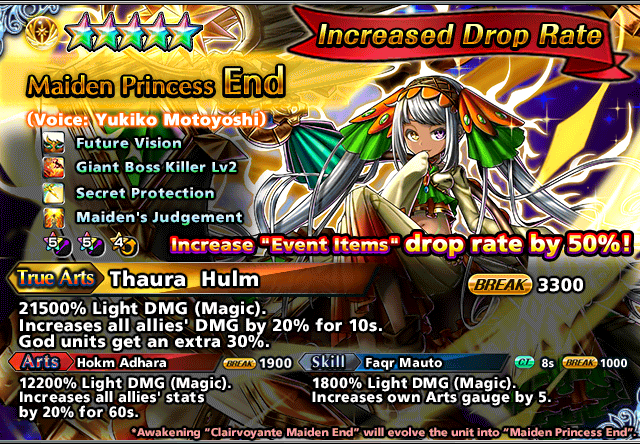 Increased Drop Rate
Maiden Princess End
(Voice: Yukiko Motoyoshi)
Future Vision
Giant Boss Killer Lv2
Secret Protection
Maiden's Judgement
5 5 4
Increase "Event Items" drop rate by 50%!
True Arts Thaura Hulm BREAK 3300
21500% Light DMG (Magic).
Increases all allies' DMG by 20% for 10s.
God units get an extra 30%.
Arts Hokm Adhara BREAK 1900
12200% Light DMG (Magic).
Increases all allies' stats
by 20% for 60s.
Skill Faqr Mauto CT 8s BREAK 1000
1800% Light DMG (Magic).
Increases own Arts gauge by 5.
*Awakening "Clairvoyante Maiden End" will evolve the unit into "Maiden Princess End".